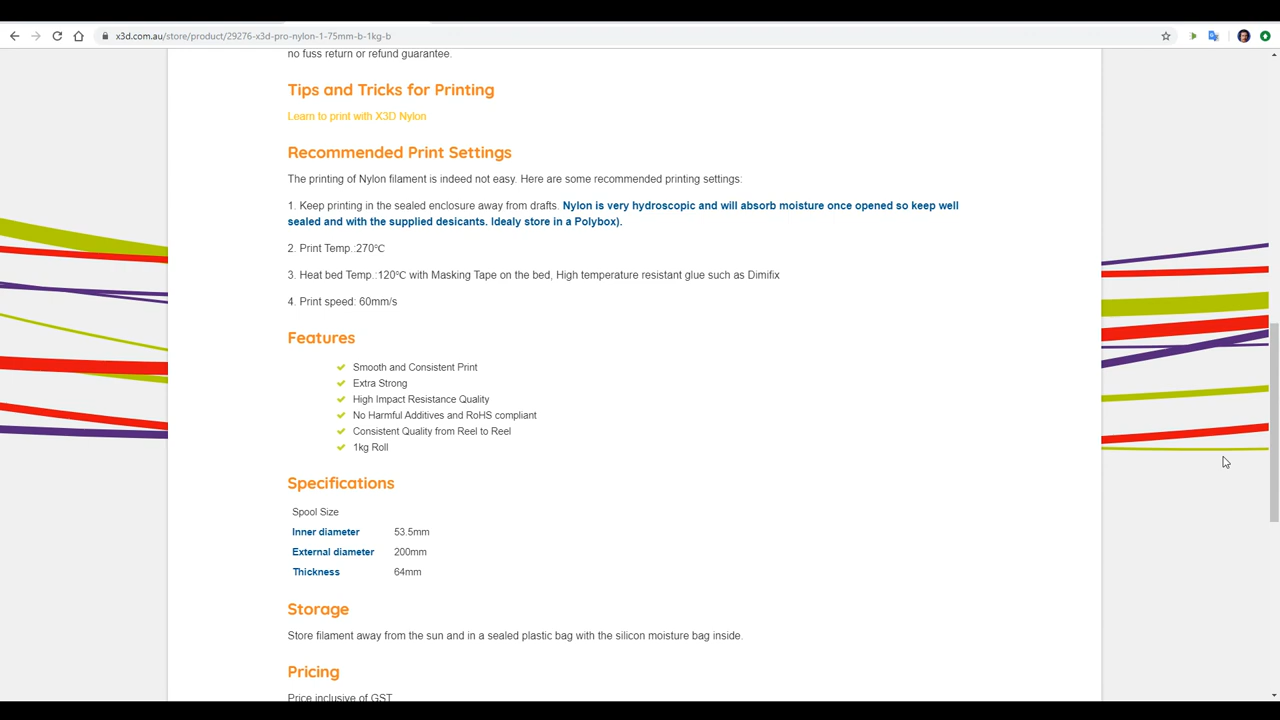 x3d.com.au/store/product/29276-x3d-pro-nylon-1-75mm-b-1kg-b
no fuss return or refund guarantee.
Tips and Tricks for Printing
Learn to print with X3D Nylon
Recommended Print Settings
The printing of Nylon filament is indeed not easy. Here are some recommended printing settings:
1. Keep printing in the sealed enclosure away from drafts. Nylon is very hydroscopic and will absorb moisture once opened so keep well
sealed and with the supplied desicants. Idealy store in a Polybox).
2. Print Temp.:270℃
3. Heat bed Temp.:120℃ with Masking Tape on the bed, High temperature resistant glue such as Dimifix
4. Print speed: 60mm/s
Features
Smooth and Consistent Print
Extra Strong
High Impact Resistance Quality
No Harmful Additives and RoHS compliant
Consistent Quality from Reel to Reel
1kg Roll
Specifications
Spool Size
Inner diameter 53.5mm
External diameter 200mm
Thickness 64mm
Storage
Store filament away from the sun and in a sealed plastic bag with the silicon moisture bag inside.
Pricing
Price inclusive of GST